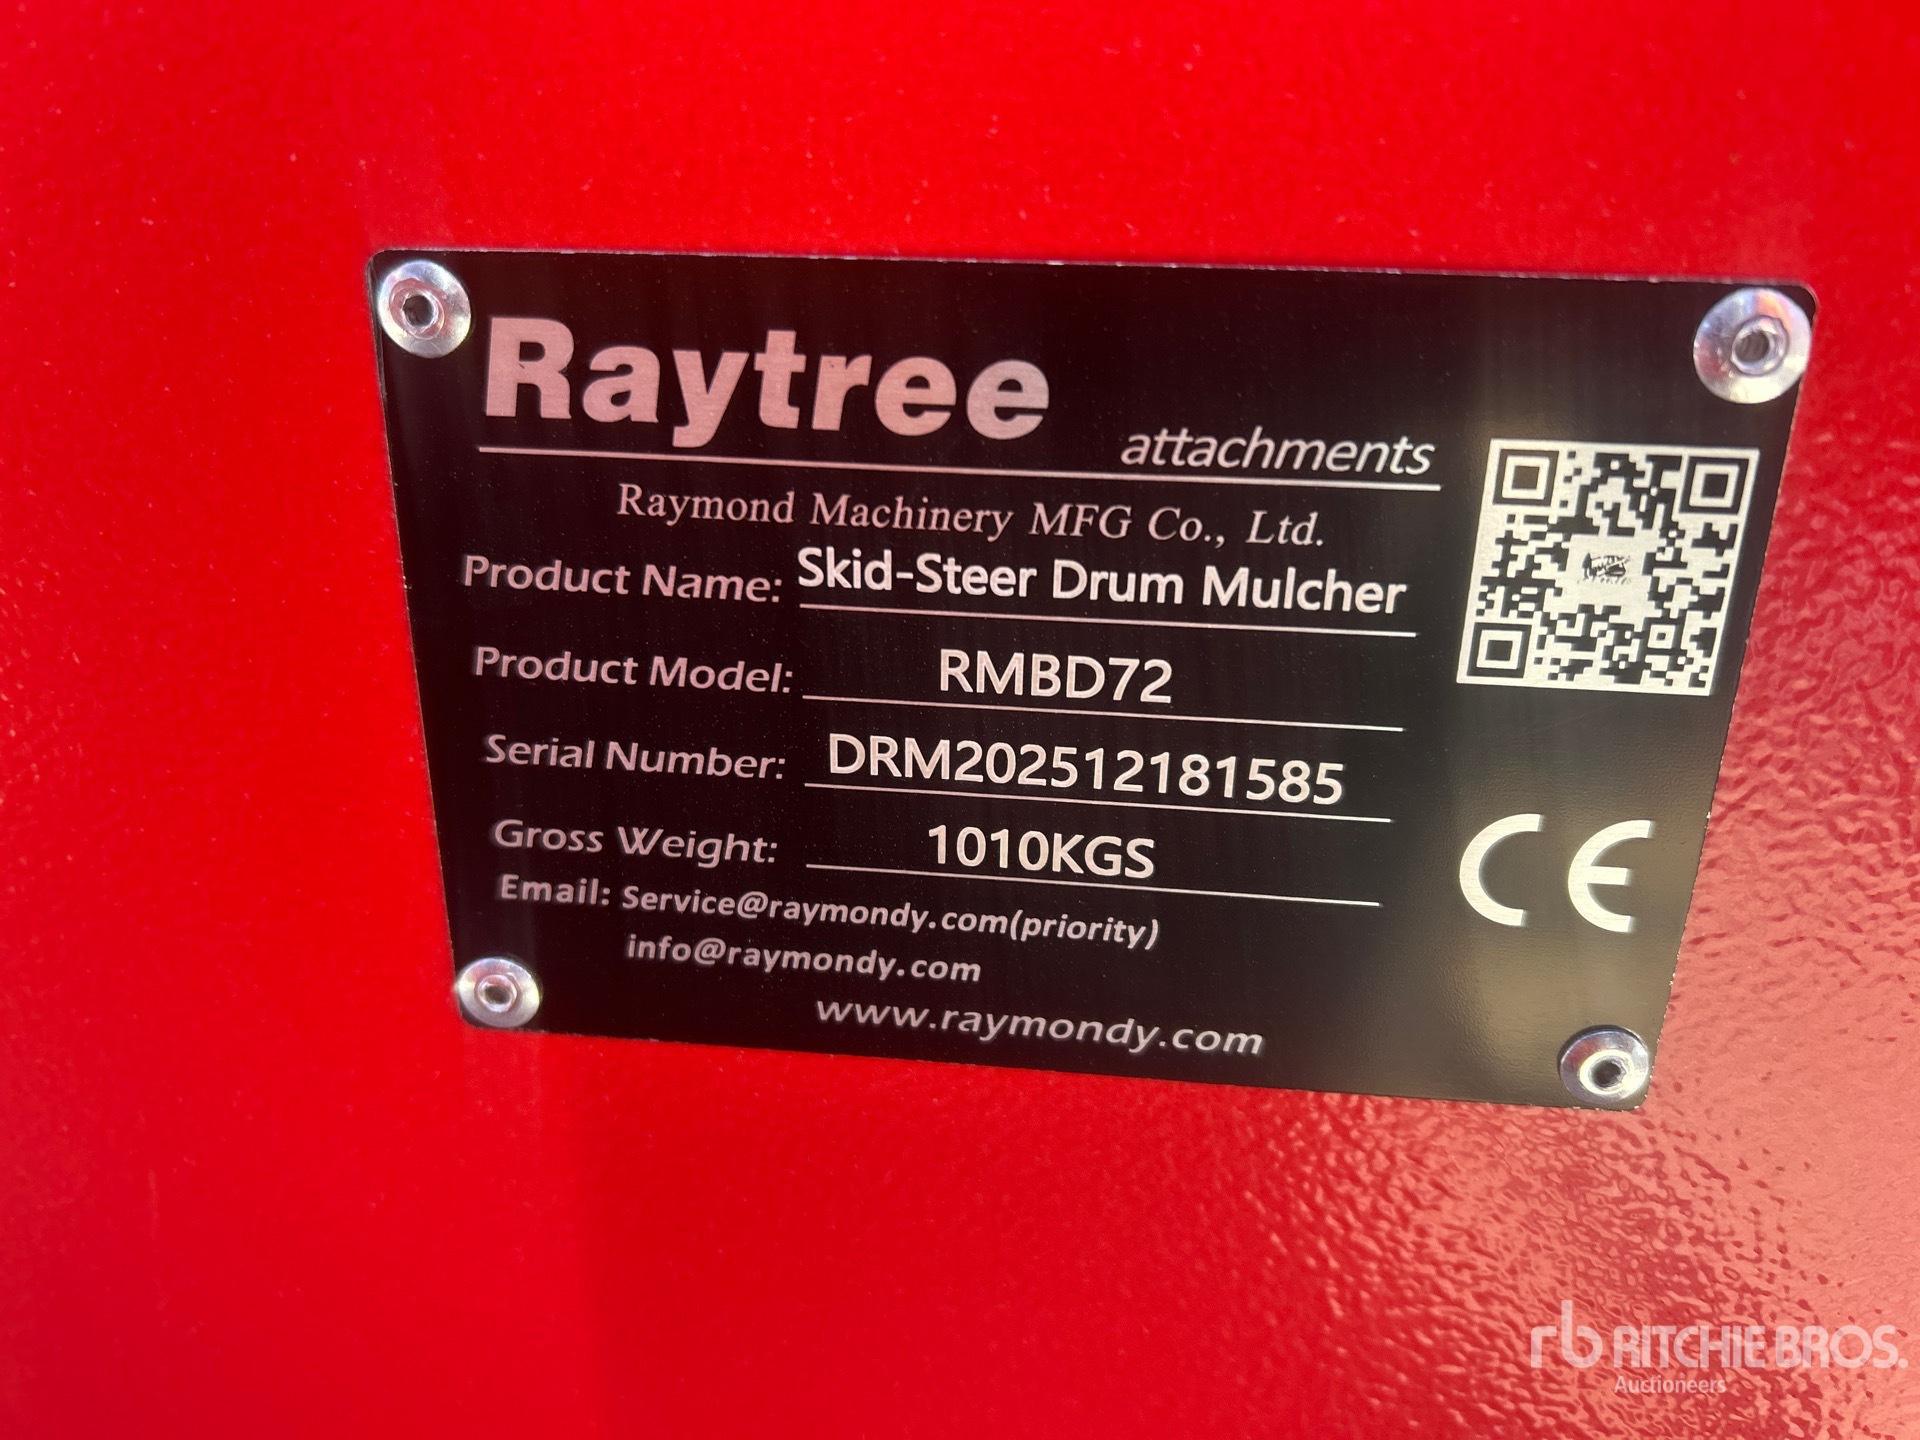 Raytree
attachments
Raymond Machinery MFG Co., Ltd.
Product Name: Skid-Steer Drum Mulcher
Product Model: RMBD72
Serial Number: DRM202512181585
Gross Weight: 1010KGS
Email: Service@raymondy.com(priority)
info@raymondy.com
www.raymondy.com
CE
rb RITCHIE BROS.
Auctioneers